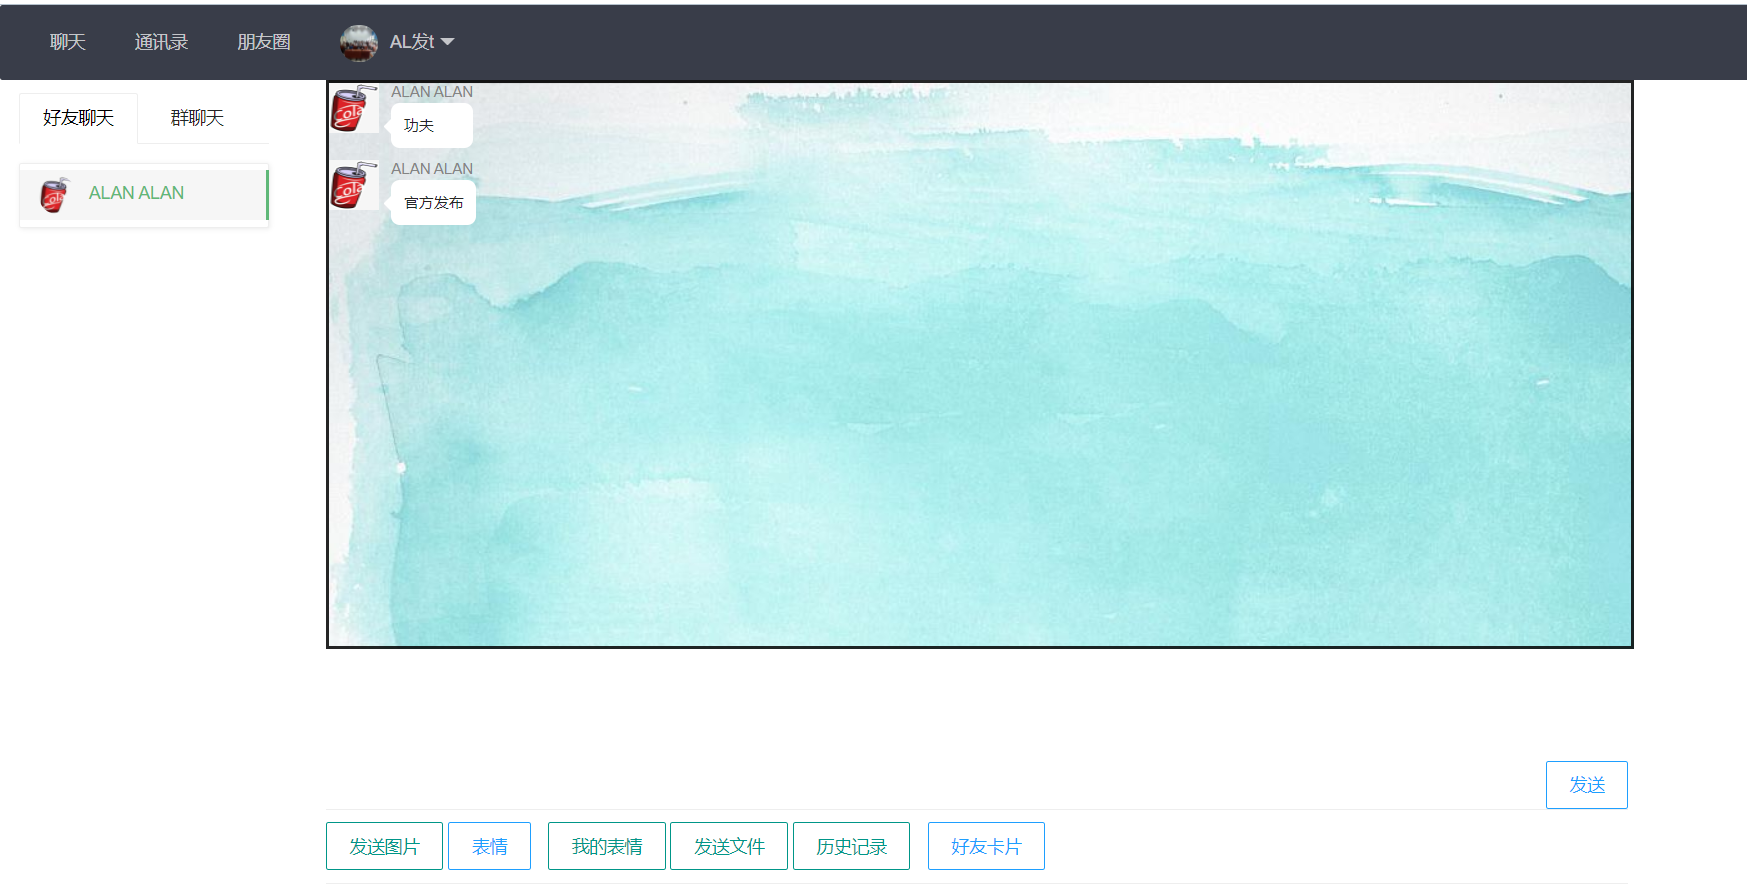 聊天 通讯录 朋友圈 AL发t
好友聊天 群聊天
ALAN ALAN
ALAN ALAN
功夫
ALAN ALAN
官方发布
发送
发送图片 表情 我的表情 发送文件 历史记录 好友卡片